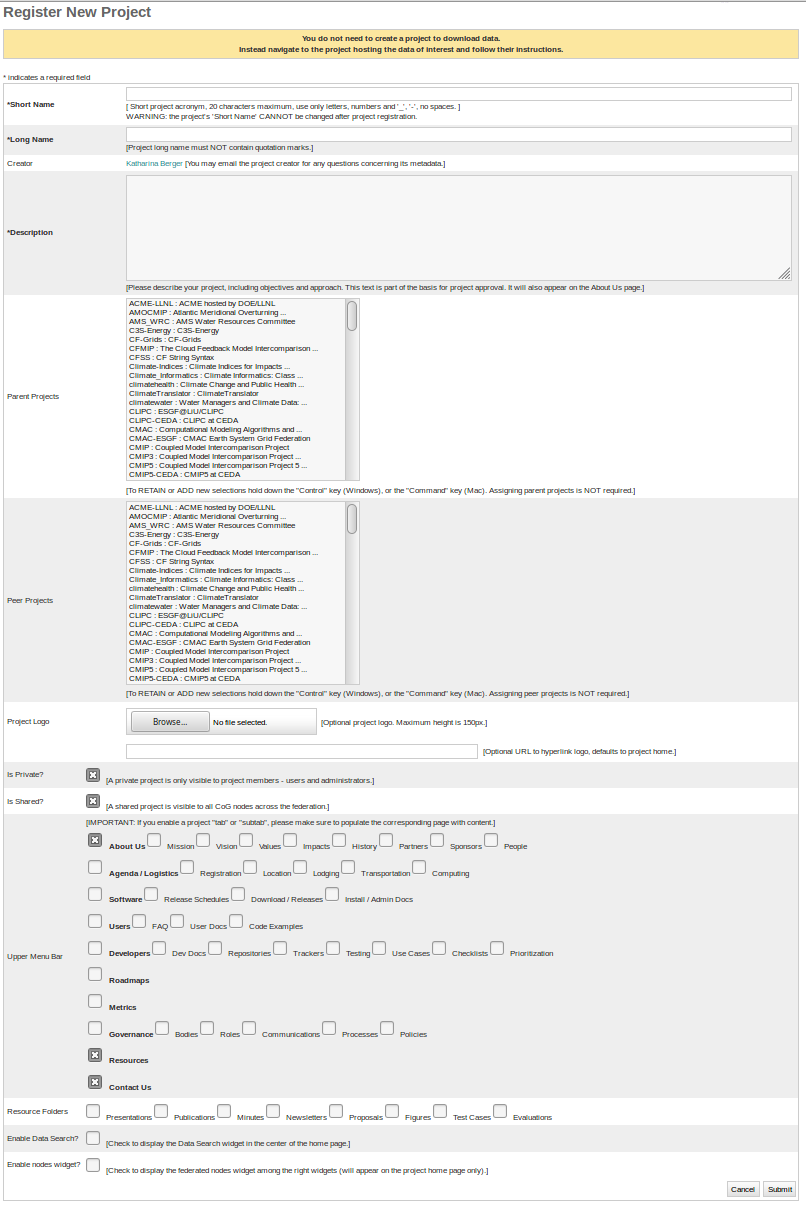 Register New Project
You do not need to create a project to download data.
Instead navigate to the project hosting the data of interest and follow their instructions.
* indicates a required field
*Short Name
[ Short project acronym, 20 characters maximum, use only letters, numbers and '_', '-', no spaces. ]
WARNING: the project's 'Short Name' CANNOT be changed after project registration.
*Long Name
[Project long name must NOT contain quotation marks.]
Creator Katharina Berger [You may email the project creator for any questions concerning its metadata.]
*Description
[Please describe your project, including objectives and approach. This text is part of the basis for project approval. It will also appear on the About Us page.]
Parent Projects
ACME-LLNL : ACME hosted by DOE/LLNL
AMOCMIP : Atlantic Meridional Overturning ...
AMS_WRC : AMS Water Resources Committee
C3S-Energy : C3S-Energy
CF-Grids : CF-Grids
CFMIP : The Cloud Feedback Model Intercomparison ...
CFSS : CF String Syntax
Climate-Indices : Climate Indices for Impacts ...
Climate_Informatics : Climate Informatics: Class ...
climatehealth : Climate Change and Public Health ...
ClimateTranslator : ClimateTranslator
climatewater : Water Managers and Climate Data: ...
CLIPC : ESGF@LiU/CLIPC
CLIPC-CEDA : CLIPC at CEDA
CMAC : Computational Modeling Algorithms and ...
CMAC-ESGF : CMAC Earth System Grid Federation
CMIP : Coupled Model Intercomparison Project
CMIP3 : Coupled Model Intercomparison Project ...
CMIP5 : Coupled Model Intercomparison Project 5 ...
CMIP5-CEDA : CMIP5 at CEDA
[To RETAIN or ADD new selections hold down the "Control" key (Windows), or the "Command" key (Mac). Assigning parent projects is NOT required.]
Peer Projects
ACME-LLNL : ACME hosted by DOE/LLNL
AMOCMIP : Atlantic Meridional Overturning ...
AMS_WRC : AMS Water Resources Committee
C3S-Energy : C3S-Energy
CF-Grids : CF-Grids
CFMIP : The Cloud Feedback Model Intercomparison ...
CFSS : CF String Syntax
Climate-Indices : Climate Indices for Impacts ...
Climate_Informatics : Climate Informatics: Class ...
climatehealth : Climate Change and Public Health ...
ClimateTranslator : ClimateTranslator
climatewater : Water Managers and Climate Data: ...
CLIPC : ESGF@LiU/CLIPC
CLIPC-CEDA : CLIPC at CEDA
CMAC : Computational Modeling Algorithms and ...
CMAC-ESGF : CMAC Earth System Grid Federation
CMIP : Coupled Model Intercomparison Project
CMIP3 : Coupled Model Intercomparison Project ...
CMIP5 : Coupled Model Intercomparison Project 5 ...
CMIP5-CEDA : CMIP5 at CEDA
[To RETAIN or ADD new selections hold down the "Control" key (Windows), or the "Command" key (Mac). Assigning peer projects is NOT required.]
Project Logo Browse... No file selected. [Optional project logo. Maximum height is 150px.]
[Optional URL to hyperlink logo, defaults to project home.]
Is Private? [A private project is only visible to project members - users and administrators.]
Is Shared? [A shared project is visible to all CoG nodes across the federation.]
Upper Menu Bar
[IMPORTANT: If you enable a project "tab" or "subtab", please make sure to populate the corresponding page with content.]
About Us Mission Vision Values Impacts History Partners Sponsors People
Agenda / Logistics Registration Location Lodging Transportation Computing
Software Release Schedules Download / Releases Install / Admin Docs
Users FAQ User Docs Code Examples
Developers Dev Docs Repositories Trackers Testing Use Cases Checklists Prioritization
Roadmaps
Metrics
Governance Bodies Roles Communications Processes Policies
Resources
Contact Us
Resource Folders Presentations Publications Minutes Newsletters Proposals Figures Test Cases Evaluations
Enable Data Search? [Check to display the Data Search widget in the center of the home page.]
Enable nodes widget? [Check to display the federated nodes widget among the right widgets (will appear on the project home page only).]
Cancel Submit